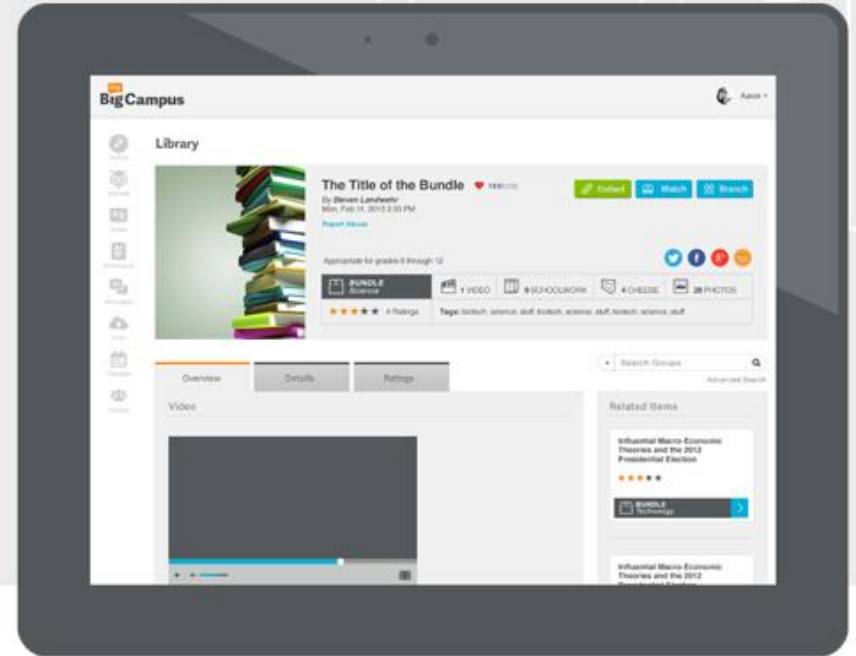 BigCampus
Aaron
Library
The Title of the Bundle
By Steven Landwehr
Mon, Feb 11, 2013 2:33 PM
Report Abuse
Embed
Watch
Branch
Appropriate for grades 6 through 12
BUNDLE
Science
1 VIDEO
9 SCHOOLWORK
4 CHEESE
28 PHOTOS
4 Ratings
Tags: biotech, science, stuff, biotech, science, stuff, biotech, science, stuff
Search Groups
Advanced Search
Overview
Details
Ratings
Video
Related Items
Influential Macro-Economic
Theories and the 2012
Presidential Election
BUNDLE
Technology
Influential Macro-Economic
Theories and the 2012
Presidential Election